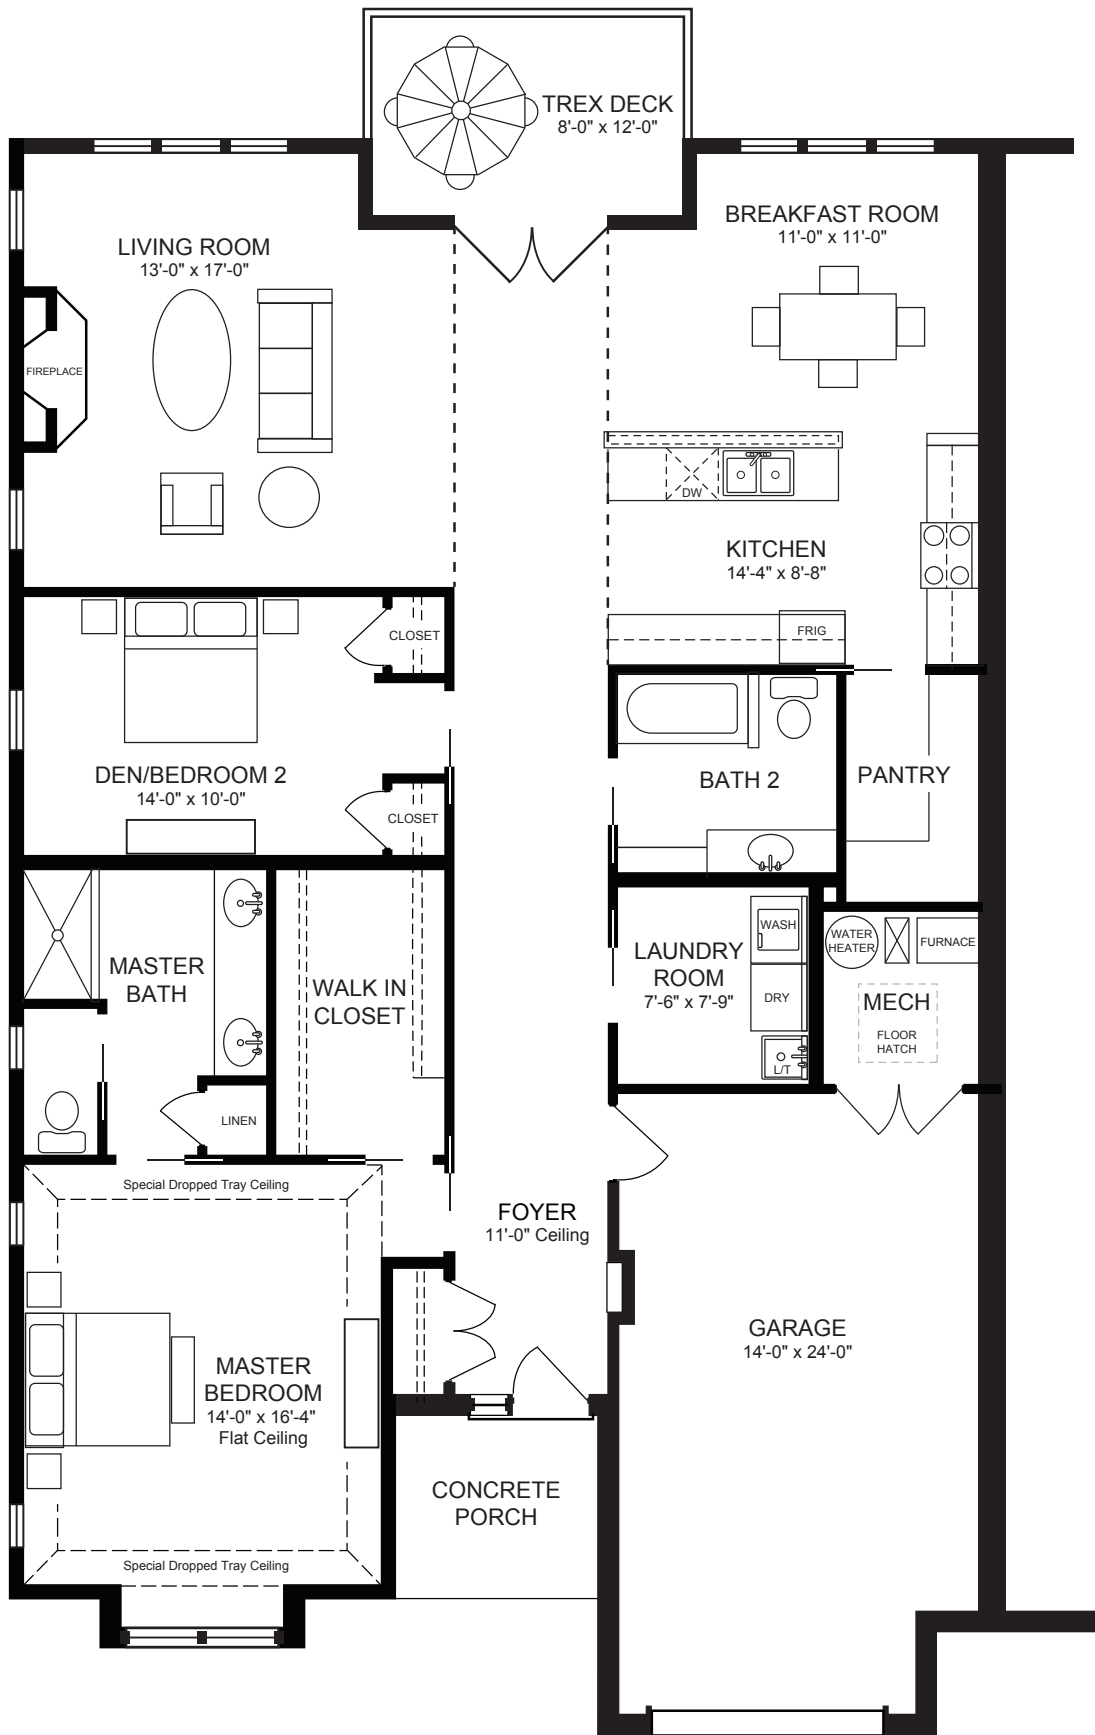 TREX DECK
8'-0" x 12'-0"
LIVING ROOM
13'-0" x 17'-0"
BREAKFAST ROOM
11'-0" x 11'-0"
FIREPLACE
DW
KITCHEN
14'-4" x 8'-8"
FRIG
CLOSET
DEN/BEDROOM 2
14'-0" x 10'-0"
CLOSET
BATH 2
PANTRY
MASTER
BATH
WALK IN
CLOSET
LINEN
LAUNDRY
ROOM
7'-6" x 7'-9"
WASH
DRY
L/T
WATER
HEATER
FURNACE
MECH
FLOOR
HATCH
Special Dropped Tray Ceiling
FOYER
11'-0" Ceiling
MASTER
BEDROOM
14'-0" x 16'-4"
Flat Ceiling
GARAGE
14'-0" x 24'-0"
CONCRETE
PORCH
Special Dropped Tray Ceiling